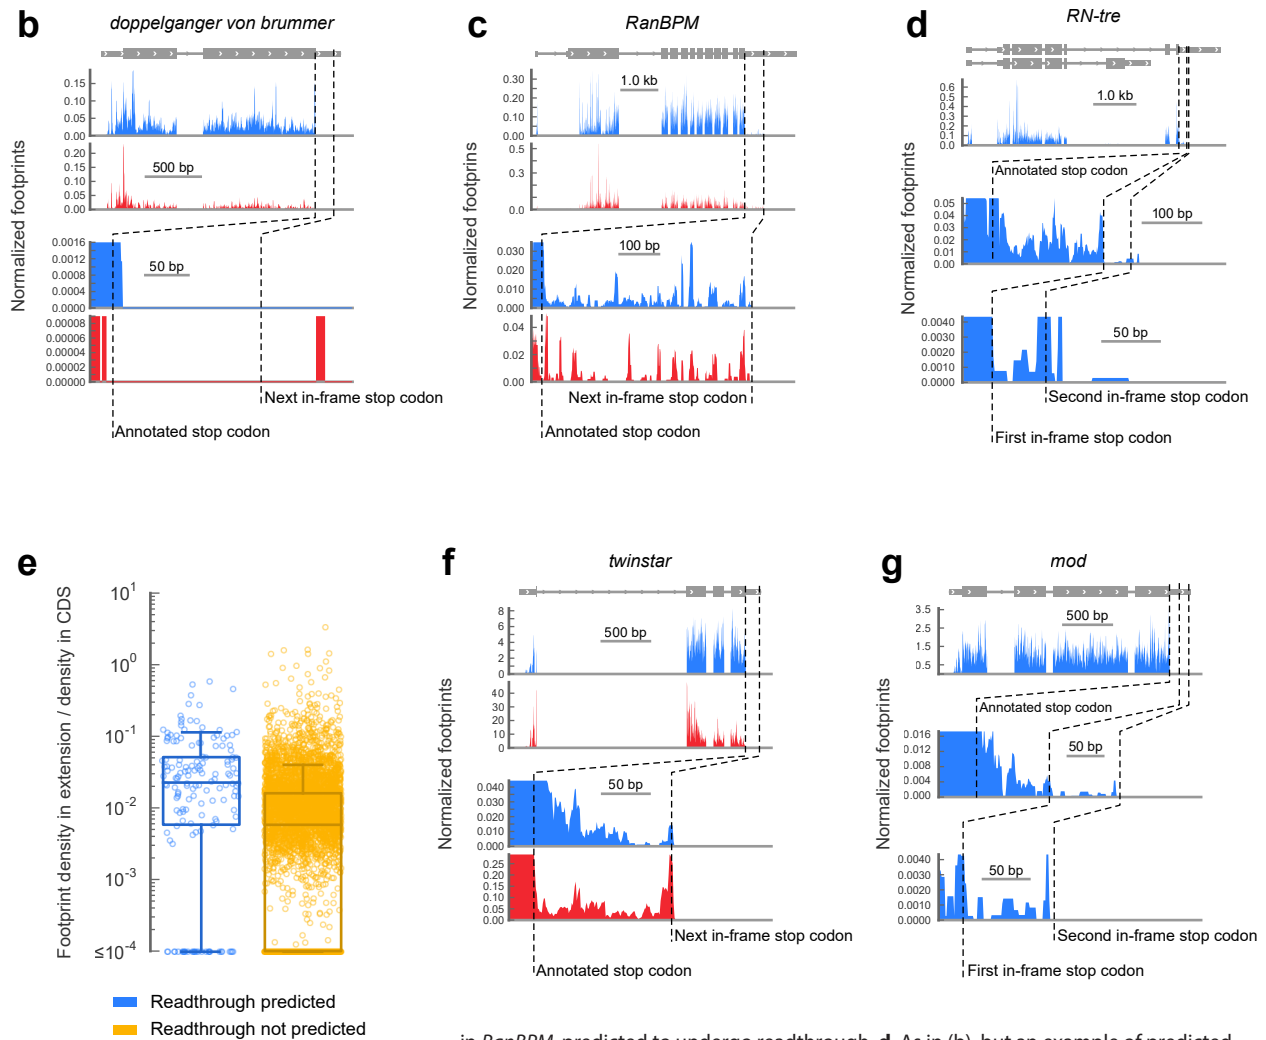 b
doppelganger von brummer
Normalized footprints
0.15
0.10
0.05
0.00
0.20
0.15
0.10
0.05
0.00
500 bp
0.0016
0.0012
0.0008
0.0004
0.0000
50 bp
0.00008
0.00006
0.00004
0.00002
0.00000
Next in-frame stop codon
Annotated stop codon
c
RanBPM
Normalized footprints
0.30
0.20
0.10
0.00
1.0 kb
0.5
0.3
0.0
0.030
0.020
0.010
0.000
100 bp
0.04
0.02
0.00
Next in-frame stop codon
Annotated stop codon
d
RN-tre
Normalized footprints
0.6
0.5
0.4
0.3
0.2
0.1
0.0
1.0 kb
Annotated stop codon
0.05
0.04
0.03
0.02
0.01
0.00
100 bp
0.0040
0.0030
0.0020
0.0010
0.0000
50 bp
Second in-frame stop codon
First in-frame stop codon
e
Footprint density in extension / density in CDS
10^1
10^0
10^-1
10^-2
10^-3
≤10^-4
Readthrough predicted
Readthrough not predicted
f
twinstar
Normalized footprints
8
6
4
2
0
500 bp
40
30
20
10
0
0.040
0.030
0.020
0.010
0.000
50 bp
0.25
0.20
0.15
0.10
0.05
0.00
Next in-frame stop codon
Annotated stop codon
g
mod
Normalized footprints
3.5
2.5
1.5
0.5
500 bp
Annotated stop codon
0.016
0.012
0.008
0.004
0.000
50 bp
0.0040
0.0030
0.0020
0.0010
0.0000
50 bp
Second in-frame stop codon
First in-frame stop codon
in RanBPM, predicted to undergo readthrough. d, As in (b), but an example of predicted